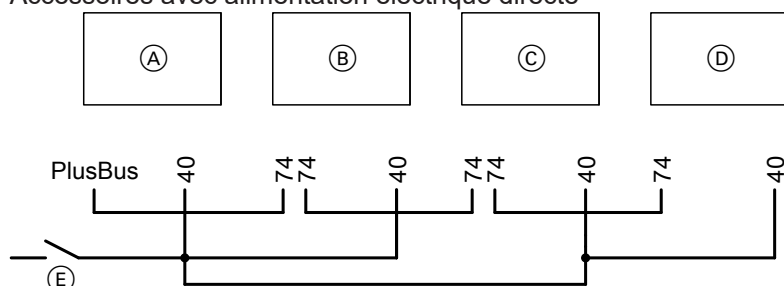 Accessoires avec alimentation électrique directe
Ⓐ Ⓑ Ⓒ Ⓓ
PlusBus 40 74 74 40 74 74 40 74 40
Ⓔ